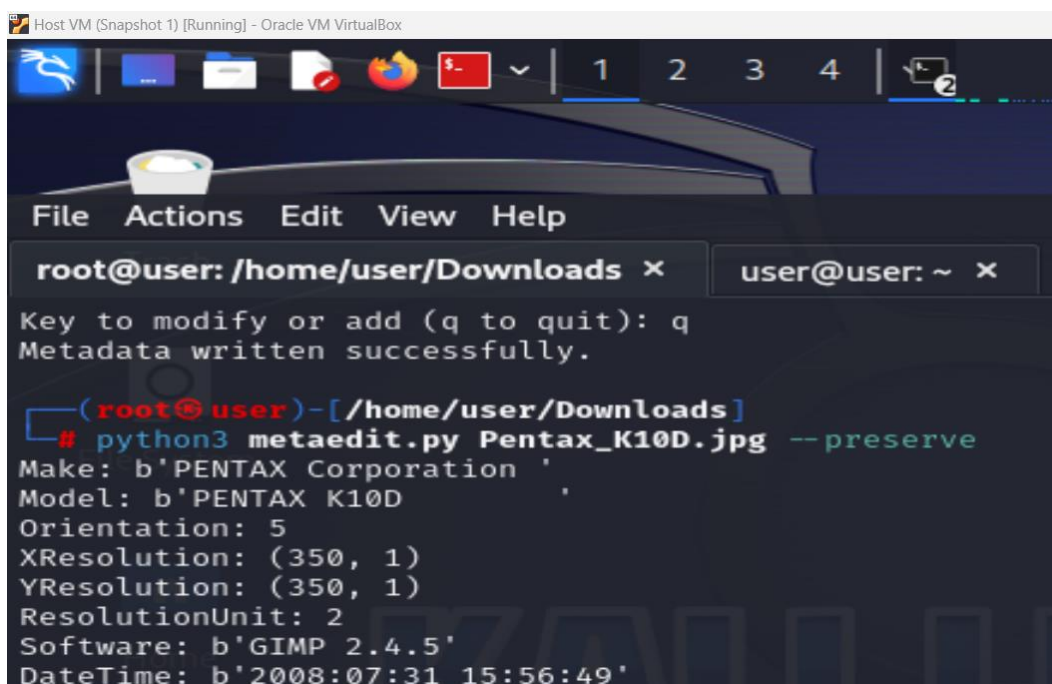 Host VM (Snapshot 1) [Running] - Oracle VM VirtualBox
1 2 3 4 2
File Actions Edit View Help
root@user: /home/user/Downloads × user@user: ~ ×
Key to modify or add (q to quit): q
Metadata written successfully.
(root㉿user)-[/home/user/Downloads]
# python3 metaedit.py Pentax_K10D.jpg --preserve
Make: b'PENTAX Corporation '
Model: b'PENTAX K10D        '
Orientation: 5
XResolution: (350, 1)
YResolution: (350, 1)
ResolutionUnit: 2
Software: b'GIMP 2.4.5'
DateTime: b'2008:07:31 15:56:49'